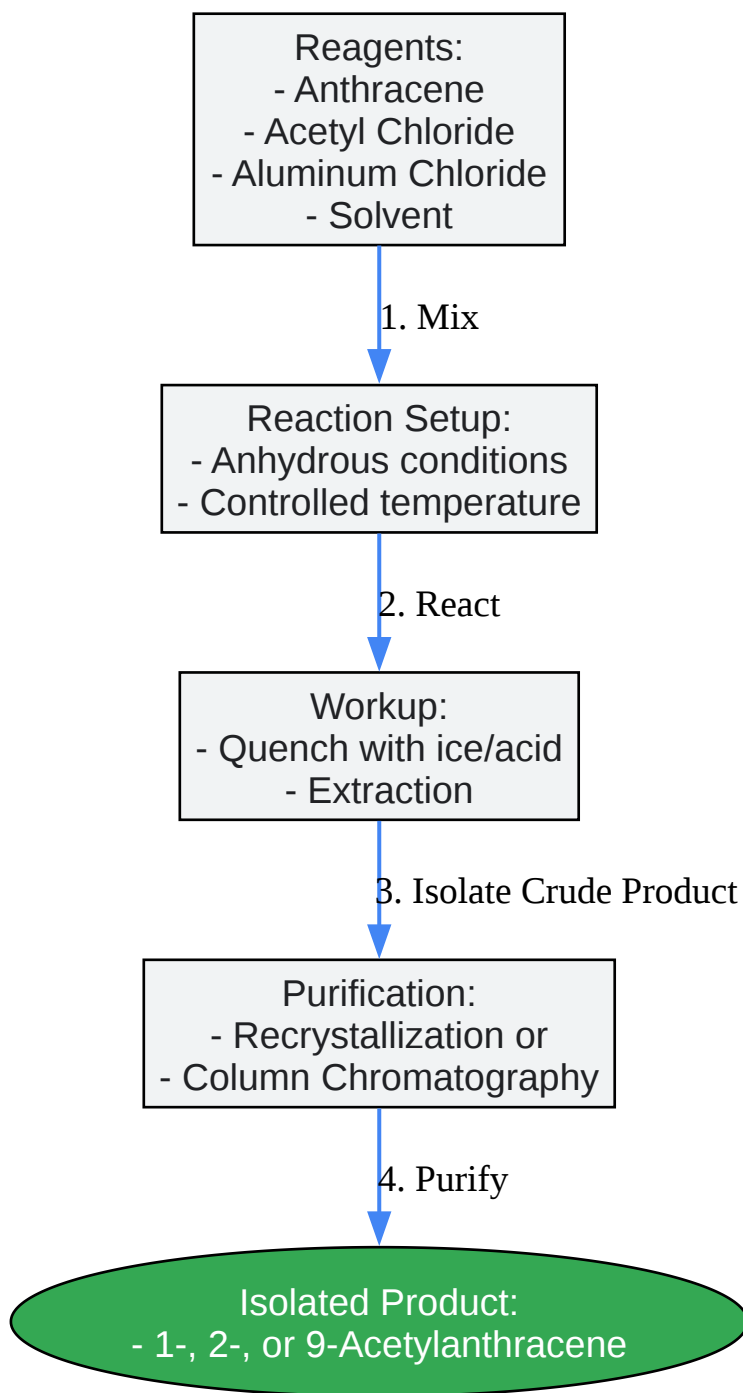 Reagents:
- Anthracene
- Acetyl Chloride
- Aluminum Chloride
- Solvent
1. Mix
Reaction Setup:
- Anhydrous conditions
- Controlled temperature
2. React
Workup:
- Quench with ice/acid
- Extraction
3. Isolate Crude Product
Purification:
- Recrystallization or
- Column Chromatography
4. Purify
Isolated Product:
- 1-, 2-, or 9-Acetylanthracene